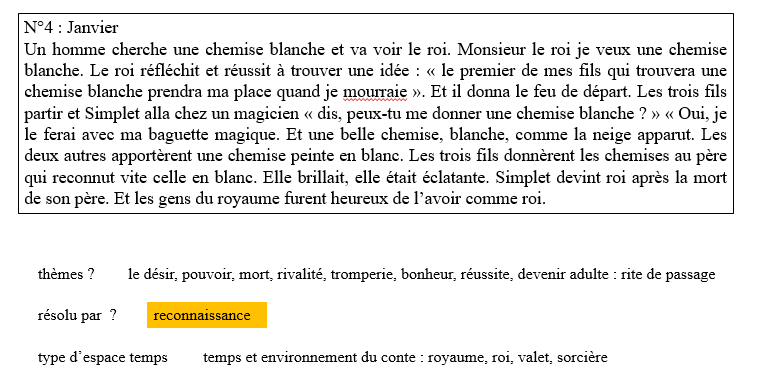 N°4 : Janvier
Un homme cherche une chemise blanche et va voir le roi. Monsieur le roi je veux une chemise
blanche. Le roi réfléchit et réussit à trouver une idée : « le premier de mes fils qui trouvera une
chemise blanche prendra ma place quand je mourraie ». Et il donna le feu de départ. Les trois fils
partir et Simplet alla chez un magicien « dis, peux-tu me donner une chemise blanche ? » « Oui, je
le ferai avec ma baguette magique. Et une belle chemise, blanche, comme la neige apparut. Les
deux autres apportèrent une chemise peinte en blanc. Les trois fils donnèrent les chemises au père
qui reconnut vite celle en blanc. Elle brillait, elle était éclatante. Simplet devint roi après la mort
de son père. Et les gens du royaume furent heureux de l'avoir comme roi.
thèmes ? le désir, pouvoir, mort, rivalité, tromperie, bonheur, réussite, devenir adulte : rite de passage
résolu par ? reconnaissance
type d'espace temps temps et environnement du conte : royaume, roi, valet, sorcière